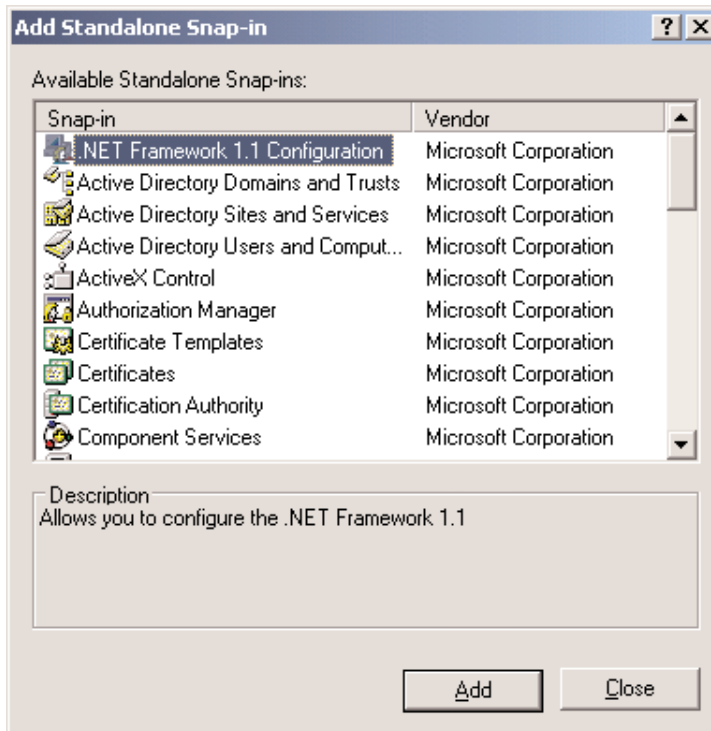 Add Standalone Snap-in
Available Standalone Snap-ins:
Snap-in Vendor
.NET Framework 1.1 Configuration Microsoft Corporation
Active Directory Domains and Trusts Microsoft Corporation
Active Directory Sites and Services Microsoft Corporation
Active Directory Users and Comput... Microsoft Corporation
ActiveX Control Microsoft Corporation
Authorization Manager Microsoft Corporation
Certificate Templates Microsoft Corporation
Certificates Microsoft Corporation
Certification Authority Microsoft Corporation
Component Services Microsoft Corporation
Description
Allows you to configure the .NET Framework 1.1
Add Close